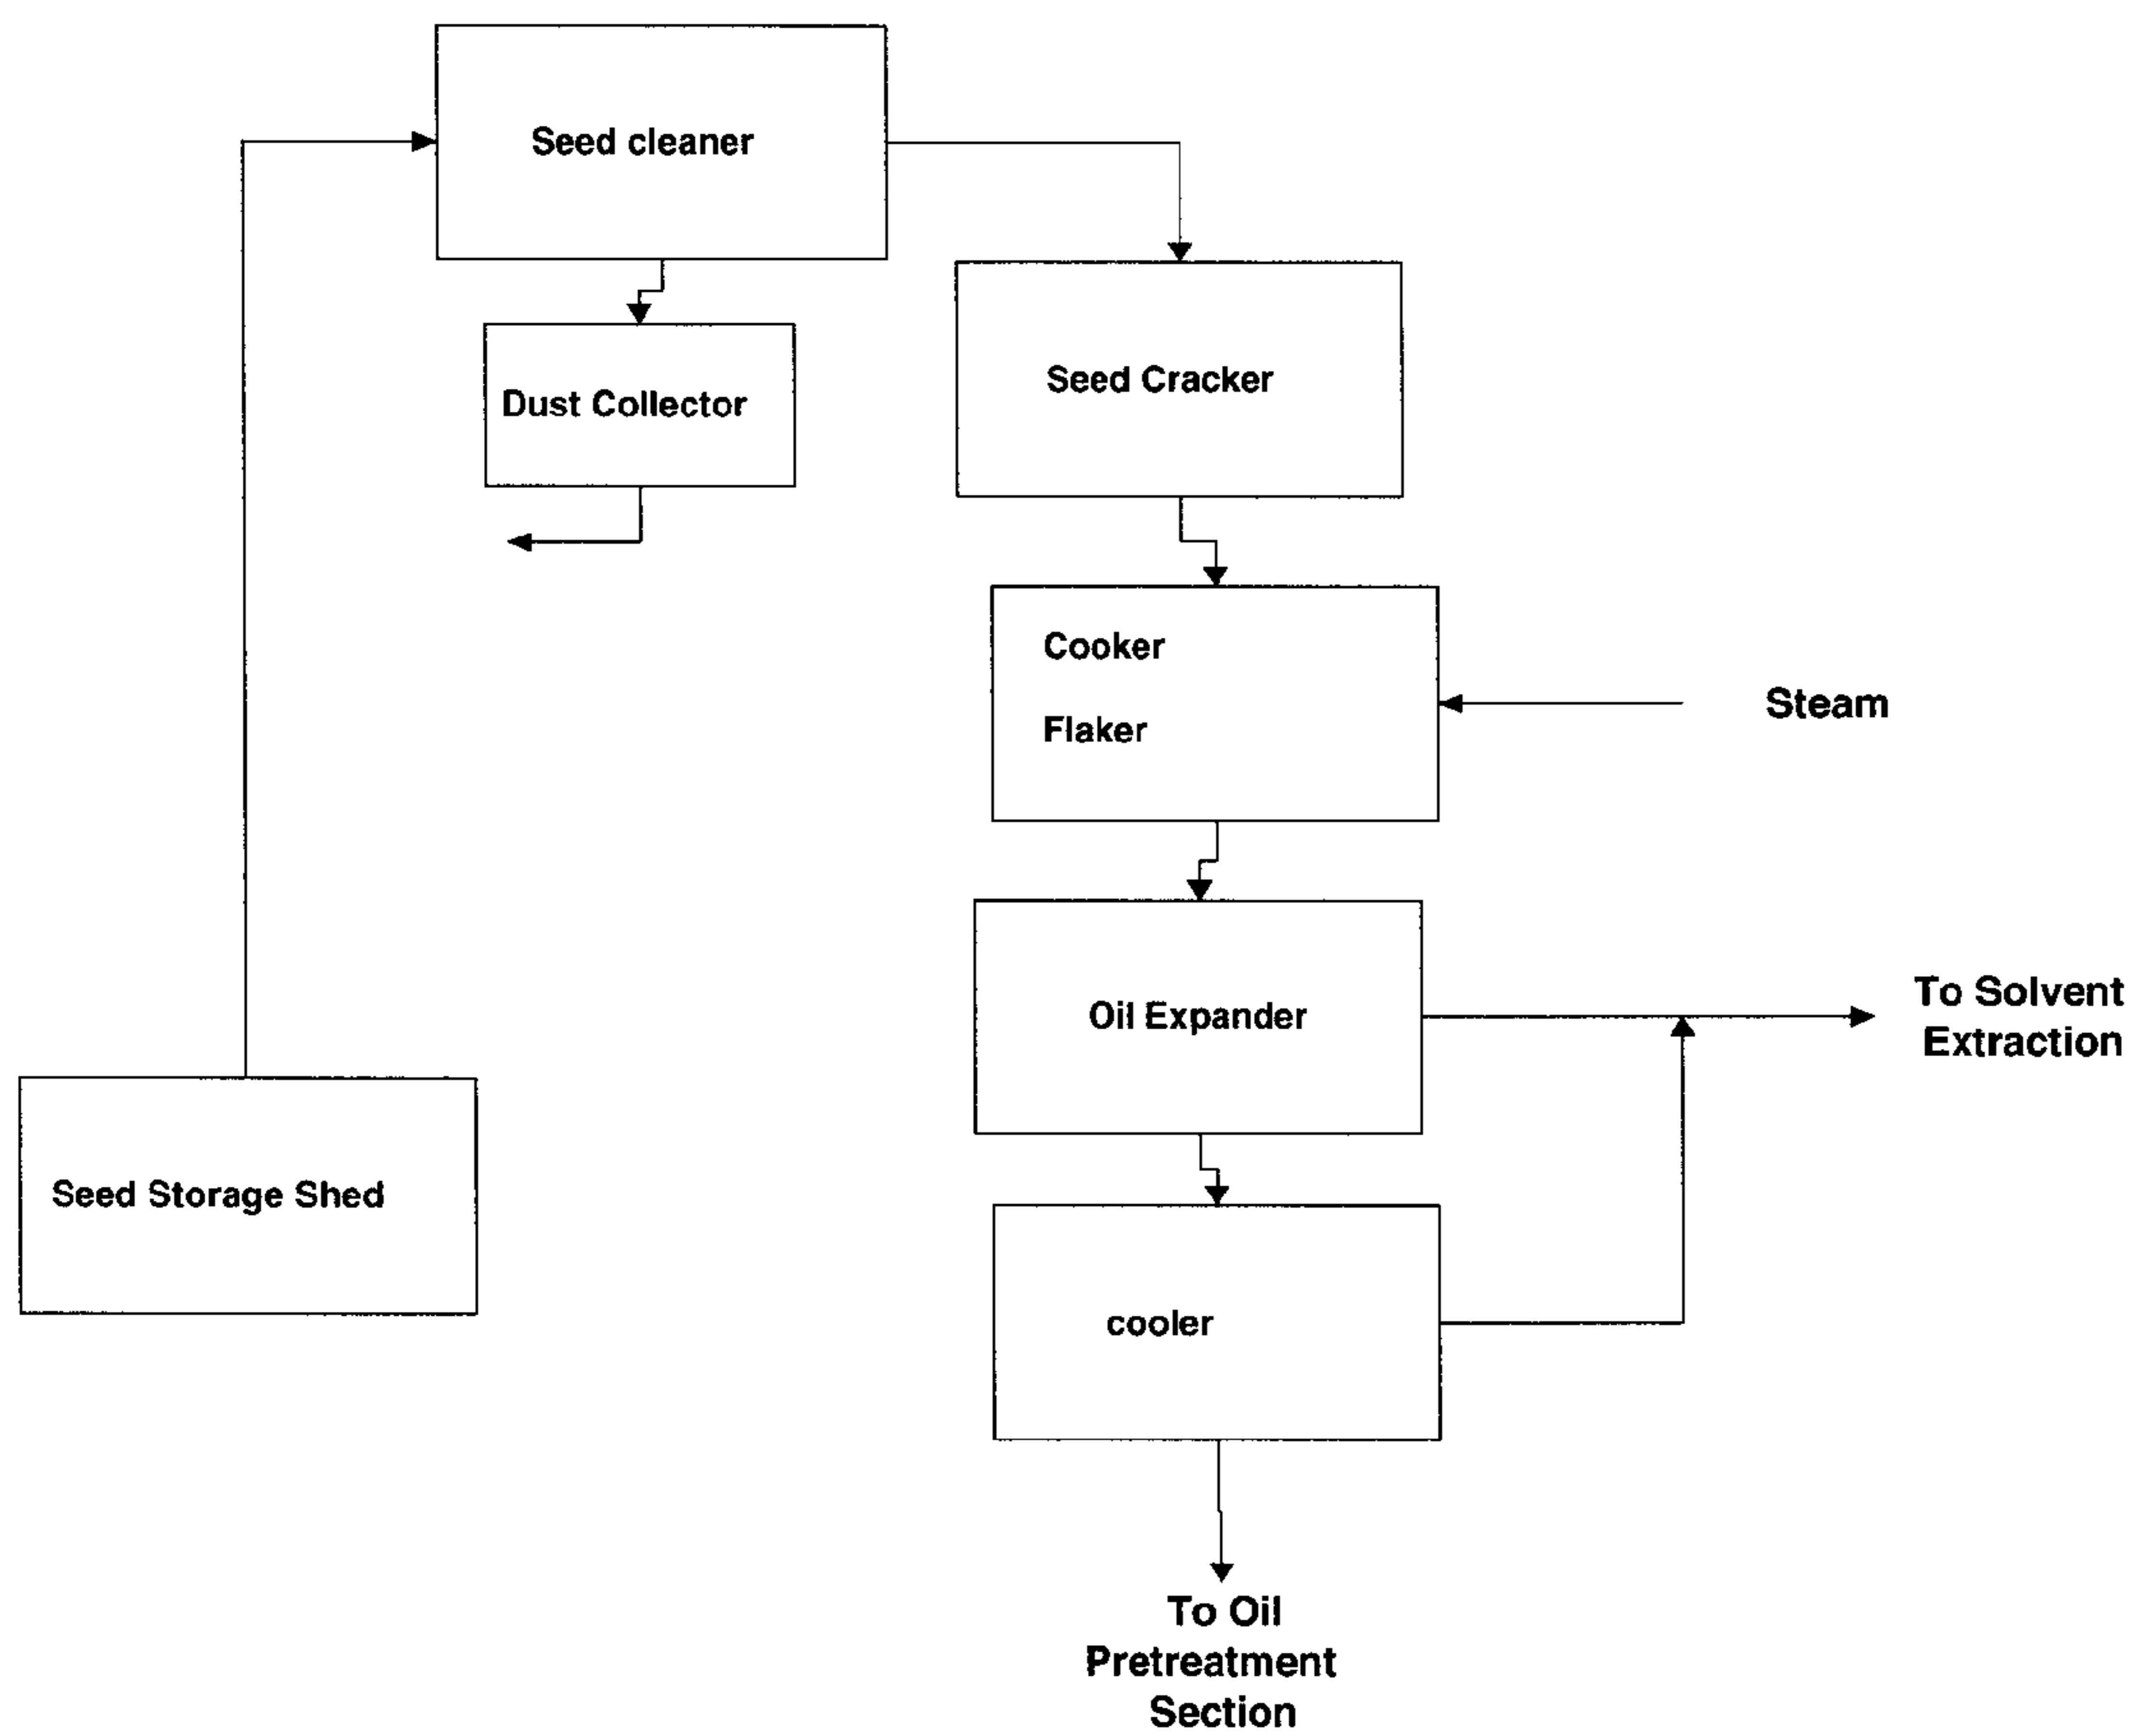 Seed cleaner
Dust Collector
Seed Cracker
Cooker
Flaker
Steam
Oil Expander
To Solvent
Extraction
Seed Storage Shed
cooler
To Oil
Pretreatment
Section